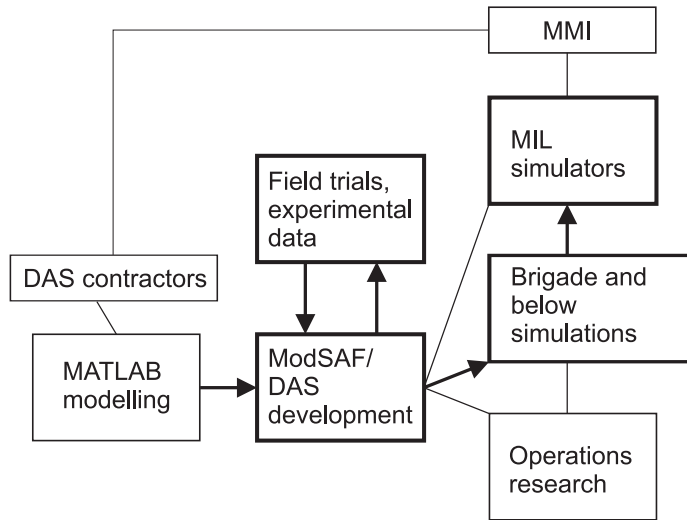 MMI
MIL
simulators
Field trials,
experimental
data
DAS contractors
Brigade and
below
simulations
MATLAB
modelling
ModSAF/
DAS
development
Operations
research